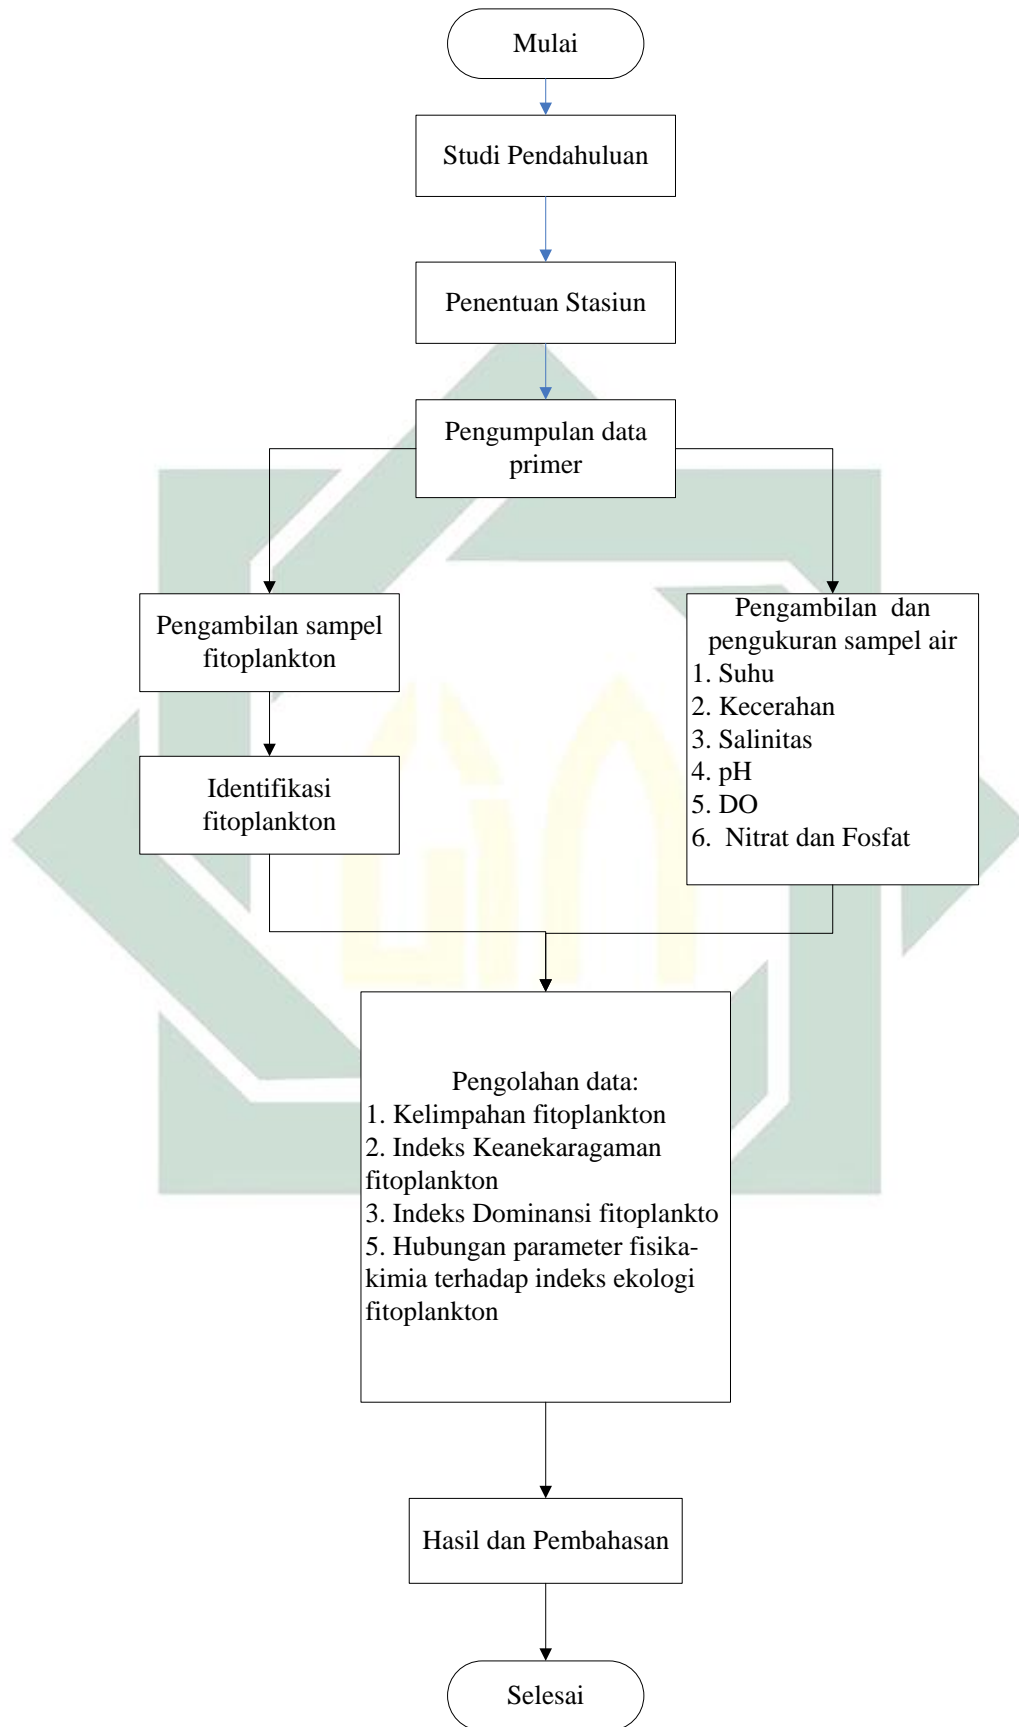 Mulai
Studi Pendahuluan
Penentuan Stasiun
Pengumpulan data
primer
Pengambilan sampel
fitoplankton
Identifikasi
fitoplankton
Pengambilan  dan
pengukuran sampel air
1. Suhu
2. Kecerahan
3. Salinitas
4. pH
5. DO
6.  Nitrat dan Fosfat
Pengolahan data:
1. Kelimpahan fitoplankton
2. Indeks Keanekaragaman
fitoplankton
3. Indeks Dominansi fitoplankto
5. Hubungan parameter fisika-
kimia terhadap indeks ekologi
fitoplankton
Hasil dan Pembahasan
Selesai